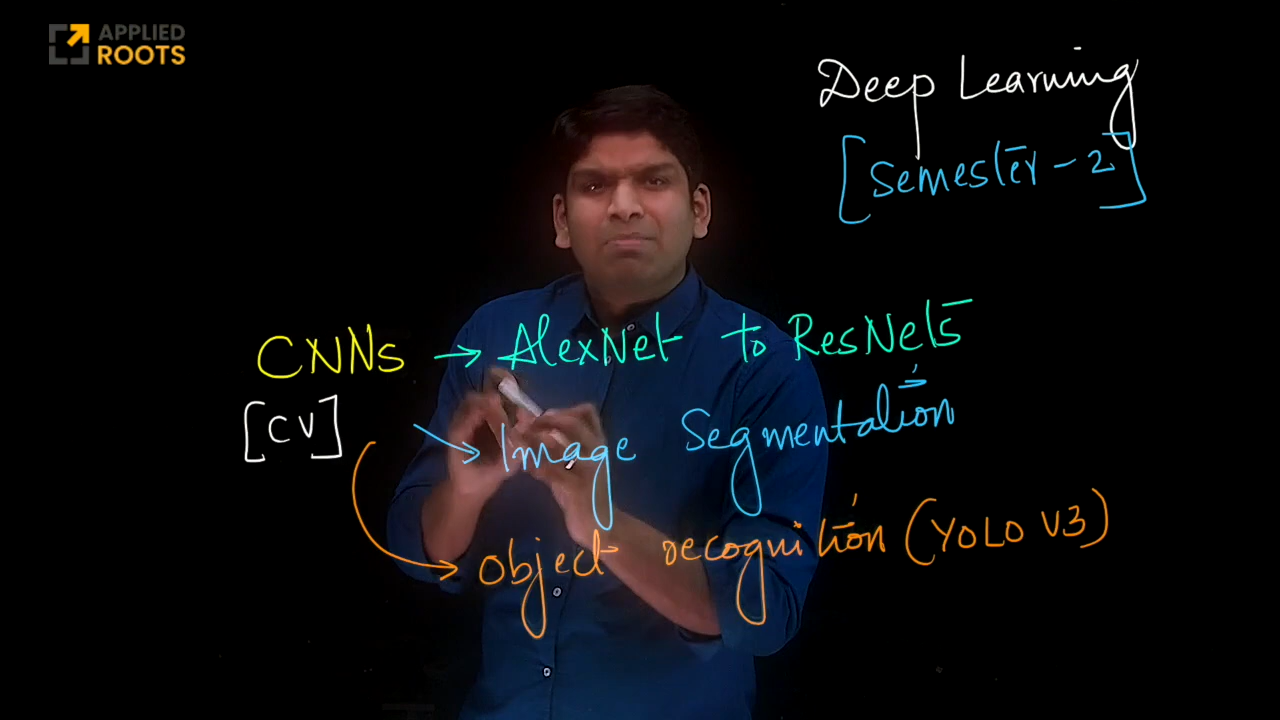 APPLIED
ROOTS
Deep Learning
[Semester - 2]
CNNs → AlexNet to ResNets
[CV]
→ Image Segmentation
→ Object recognition (YOLO V3)